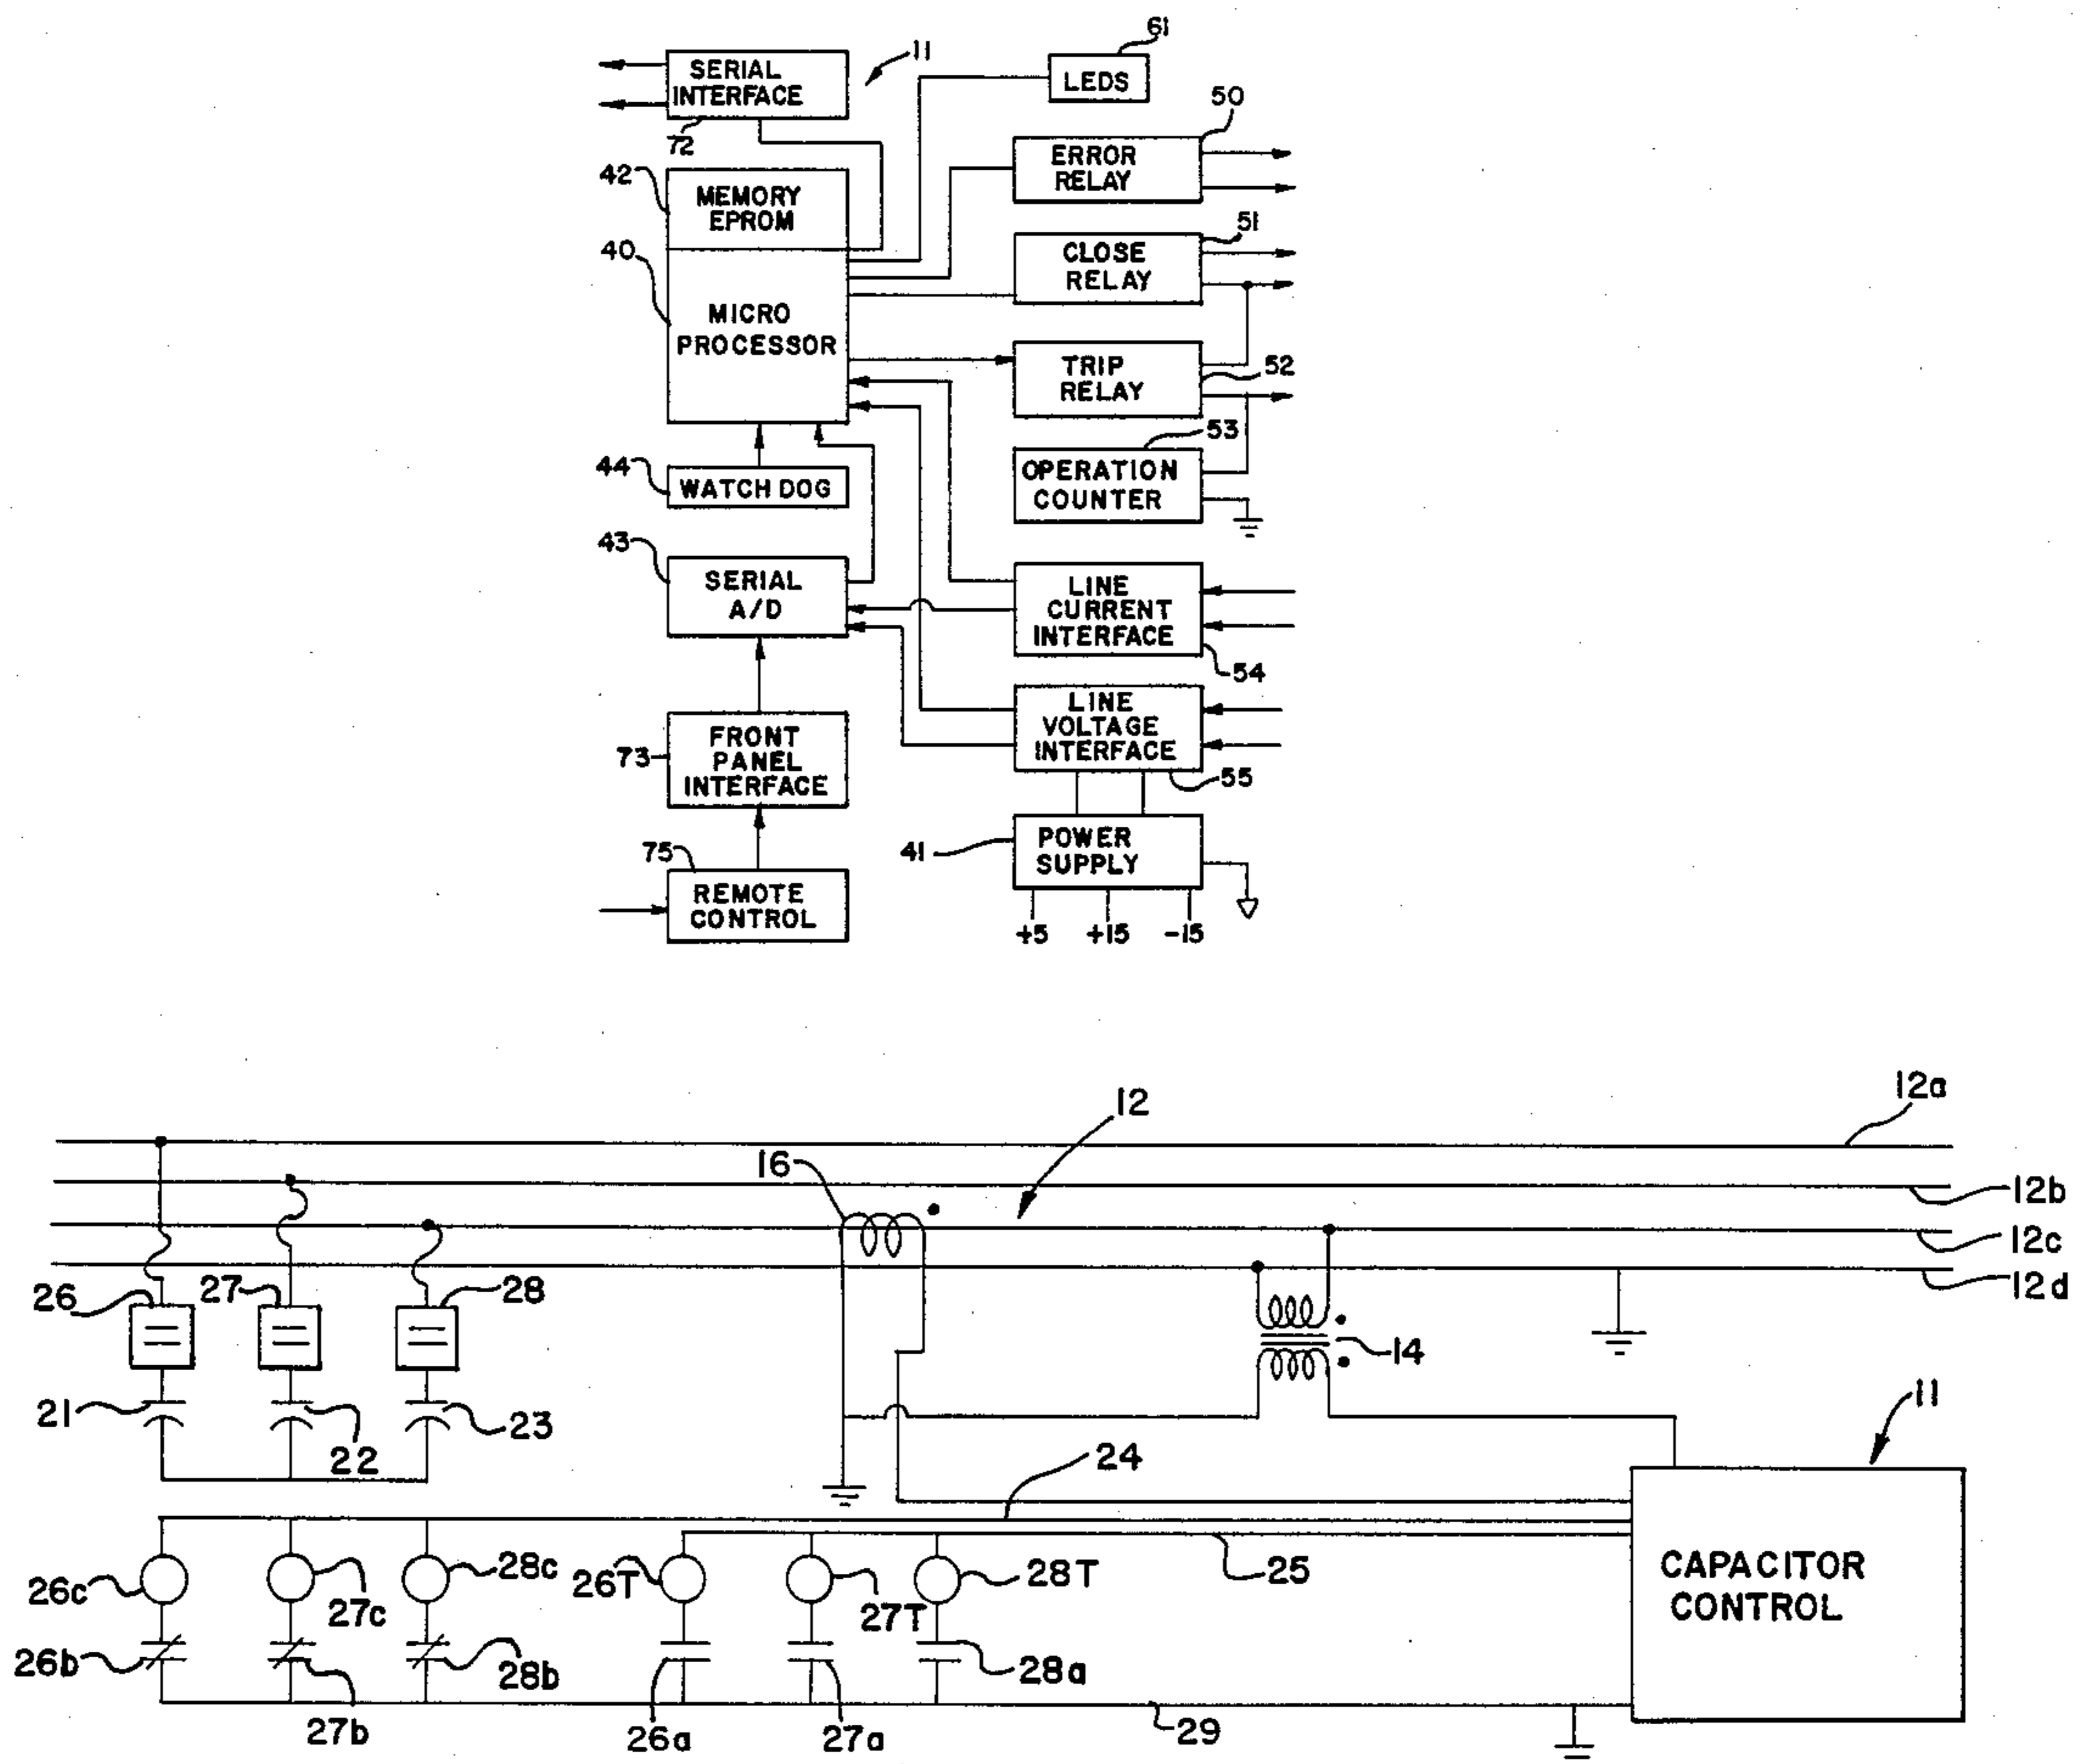 61
11
SERIAL
INTERFACE
LEDS
72
50
ERROR
RELAY
42
MEMORY
EPROM
51
CLOSE
RELAY
40
MICRO
PROCESSOR
TRIP
RELAY
52
53
44
WATCH DOG
OPERATION
COUNTER
43
SERIAL
A/D
LINE
CURRENT
INTERFACE
54
LINE
VOLTAGE
INTERFACE
55
73
FRONT
PANEL
INTERFACE
41
POWER
SUPPLY
75
REMOTE
CONTROL
+5 +15 -15
12
12a
16
12b
12c
12d
26
27
28
14
21
22
23
11
24
25
26c
27c
28c
26T
27T
28T
CAPACITOR
CONTROL
26b
27b
28b
26a
27a
28a
29